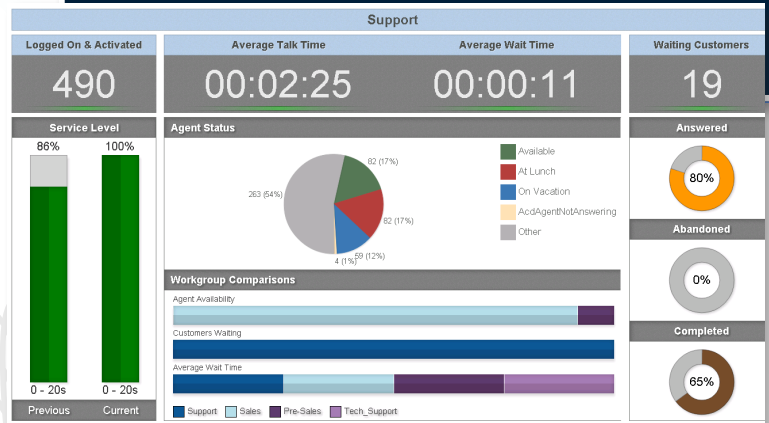 Support
Logged On & Activated
490
Average Talk Time
00:02:25
Average Wait Time
00:00:11
Waiting Customers
19
Service Level
86%
100%
0 - 20s
0 - 20s
Previous
Current
Agent Status
82 (17%)
82 (17%)
59 (12%)
4 (1%)
263 (54%)
Available
At Lunch
On Vacation
AcdAgentNotAnswering
Other
Workgroup Comparisons
Agent Availability
Customers Waiting
Average Wait Time
Support
Sales
Pre-Sales
Tech_Support
Answered
80%
Abandoned
0%
Completed
65%